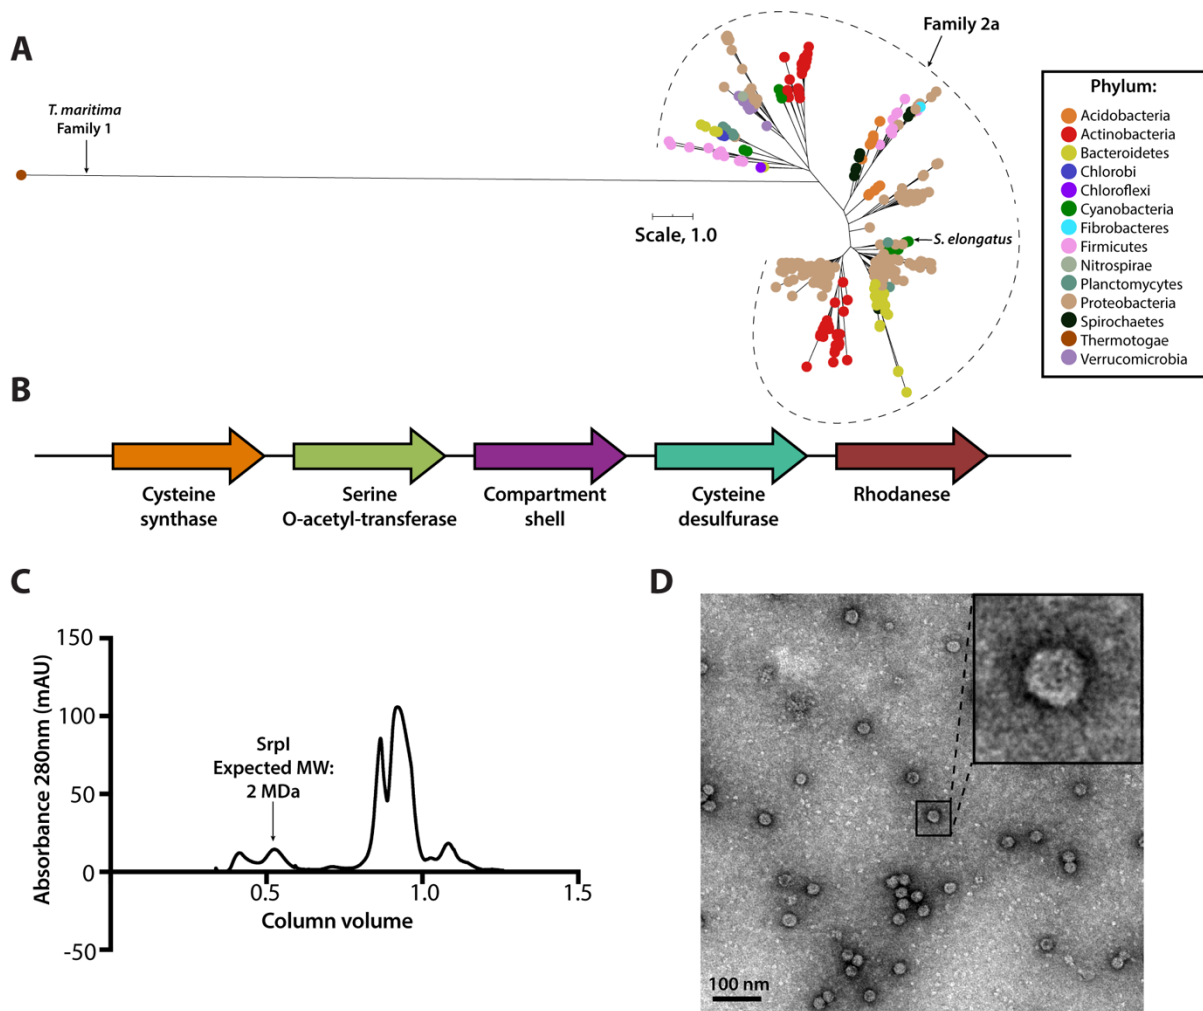 A
T. maritima
Family 1
Family 2a
Scale, 1.0
S. elongatus
Phylum:
Acidobacteria
Actinobacteria
Bacteroidetes
Chlorobi
Chloroflexi
Cyanobacteria
Fibrobacteres
Firmicutes
Nitrospirae
Planctomycytes
Proteobacteria
Spirochaetes
Thermotogae
Verrucomicrobia
B
Cysteine
synthase
Serine
O-acetyl-transferase
Compartment
shell
Cysteine
desulfurase
Rhodanese
C
Absorbance 280nm (mAU)
150
100
50
0
-50
SrpI
Expected MW:
2 MDa
0.5
1.0
1.5
Column volume
D
100 nm